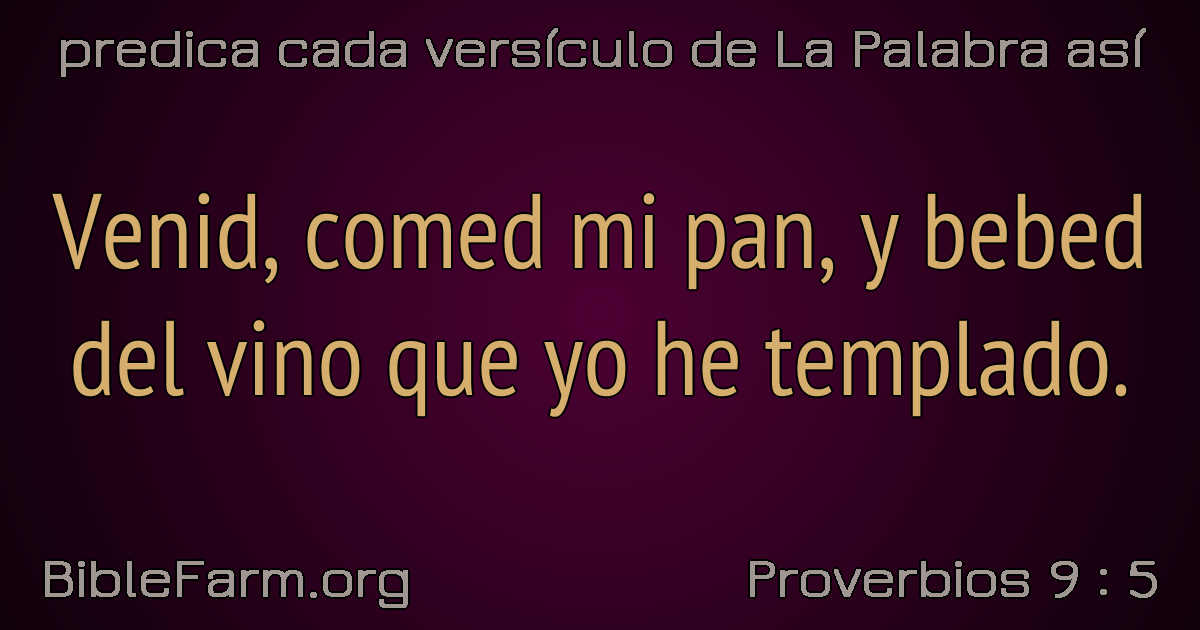 predica cada versículo de La Palabra así
Venid, comed mi pan, y bebed
del vino que yo he templado.
BibleFarm.org
Proverbios 9 : 5